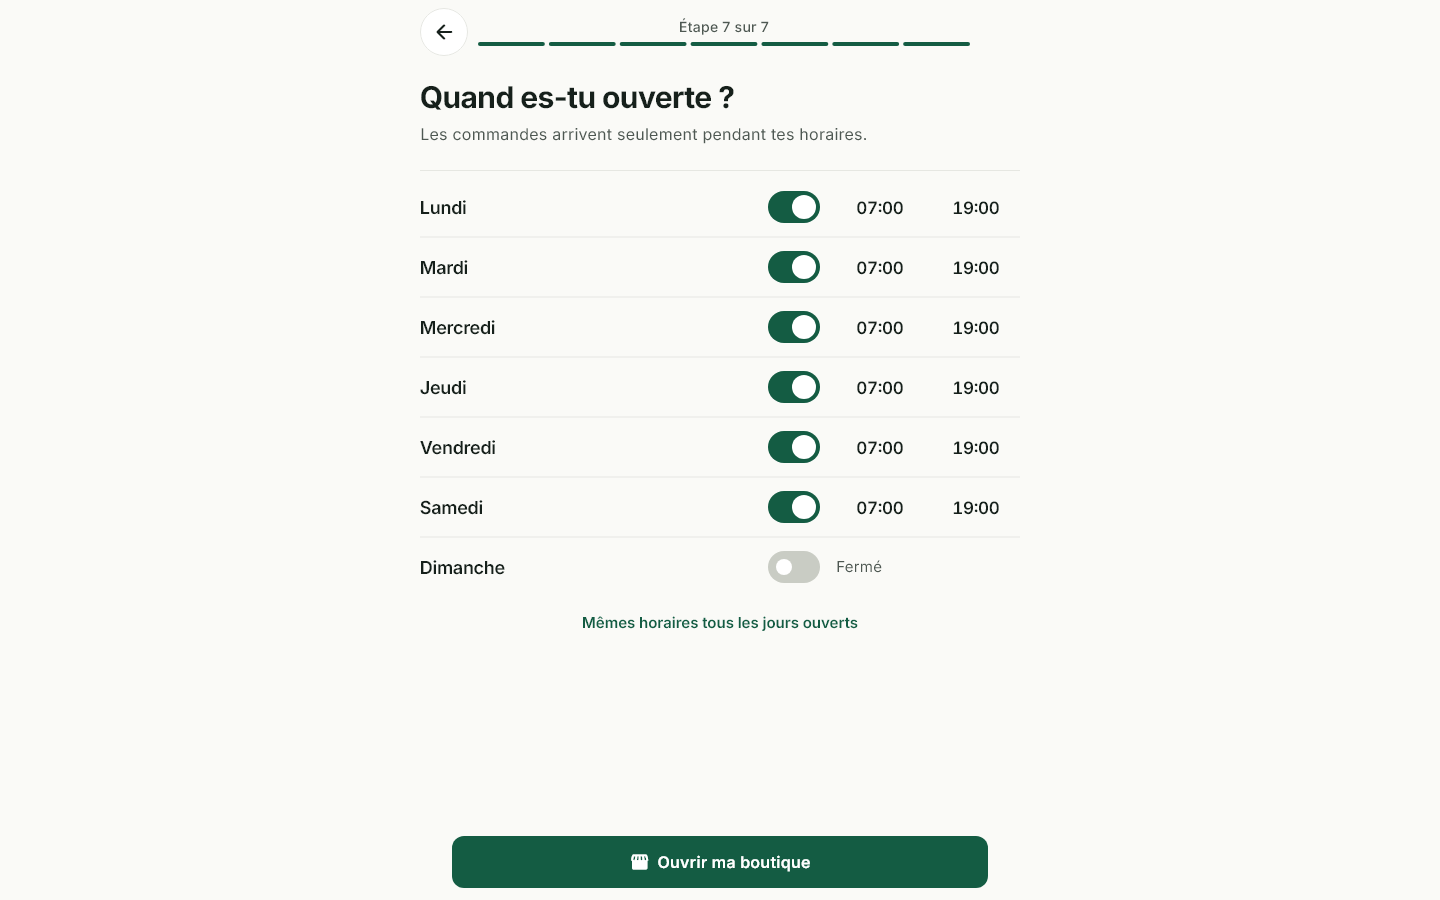 Étape 7 sur 7
Quand es-tu ouverte ?
Les commandes arrivent seulement pendant tes horaires.
Lundi 07:00 19:00
Mardi 07:00 19:00
Mercredi 07:00 19:00
Jeudi 07:00 19:00
Vendredi 07:00 19:00
Samedi 07:00 19:00
Dimanche Fermé
Mêmes horaires tous les jours ouverts
Ouvrir ma boutique